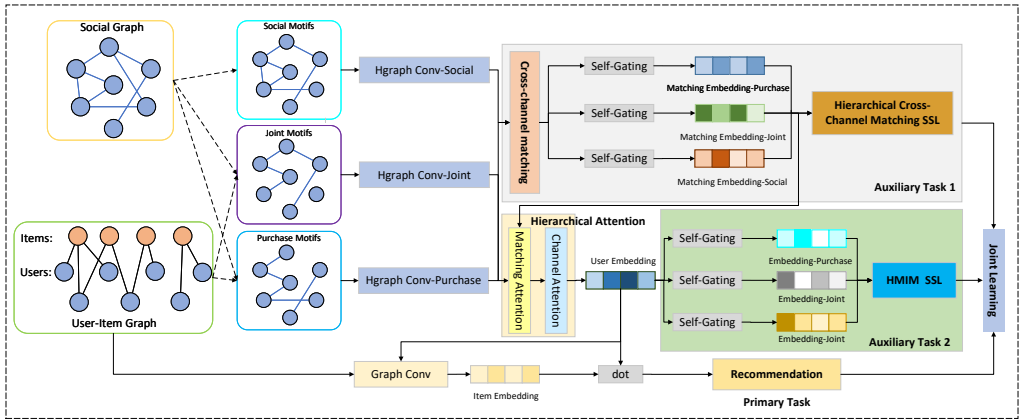 Social Graph
Social Motifs
Hgraph Conv-Social
Joint Motifs
Hgraph Conv-Joint
Purchase Motifs
Hgraph Conv-Purchase
Items:
Users:
User-Item Graph
Cross-channel matching
Self-Gating
Matching Embedding-Purchase
Self-Gating
Matching Embedding-Joint
Self-Gating
Matching Embedding-Social
Hierarchical Cross-
Channel Matching SSL
Auxiliary Task 1
Hierarchical Attention
Matching Attention
Channel Attention
User Embedding
Self-Gating
Embedding-Purchase
Self-Gating
Embedding-Joint
Self-Gating
Embedding-Joint
HMIM SSL
Auxiliary Task 2
Joint Learning
Graph Conv
Item Embedding
dot
Recommendation
Primary Task